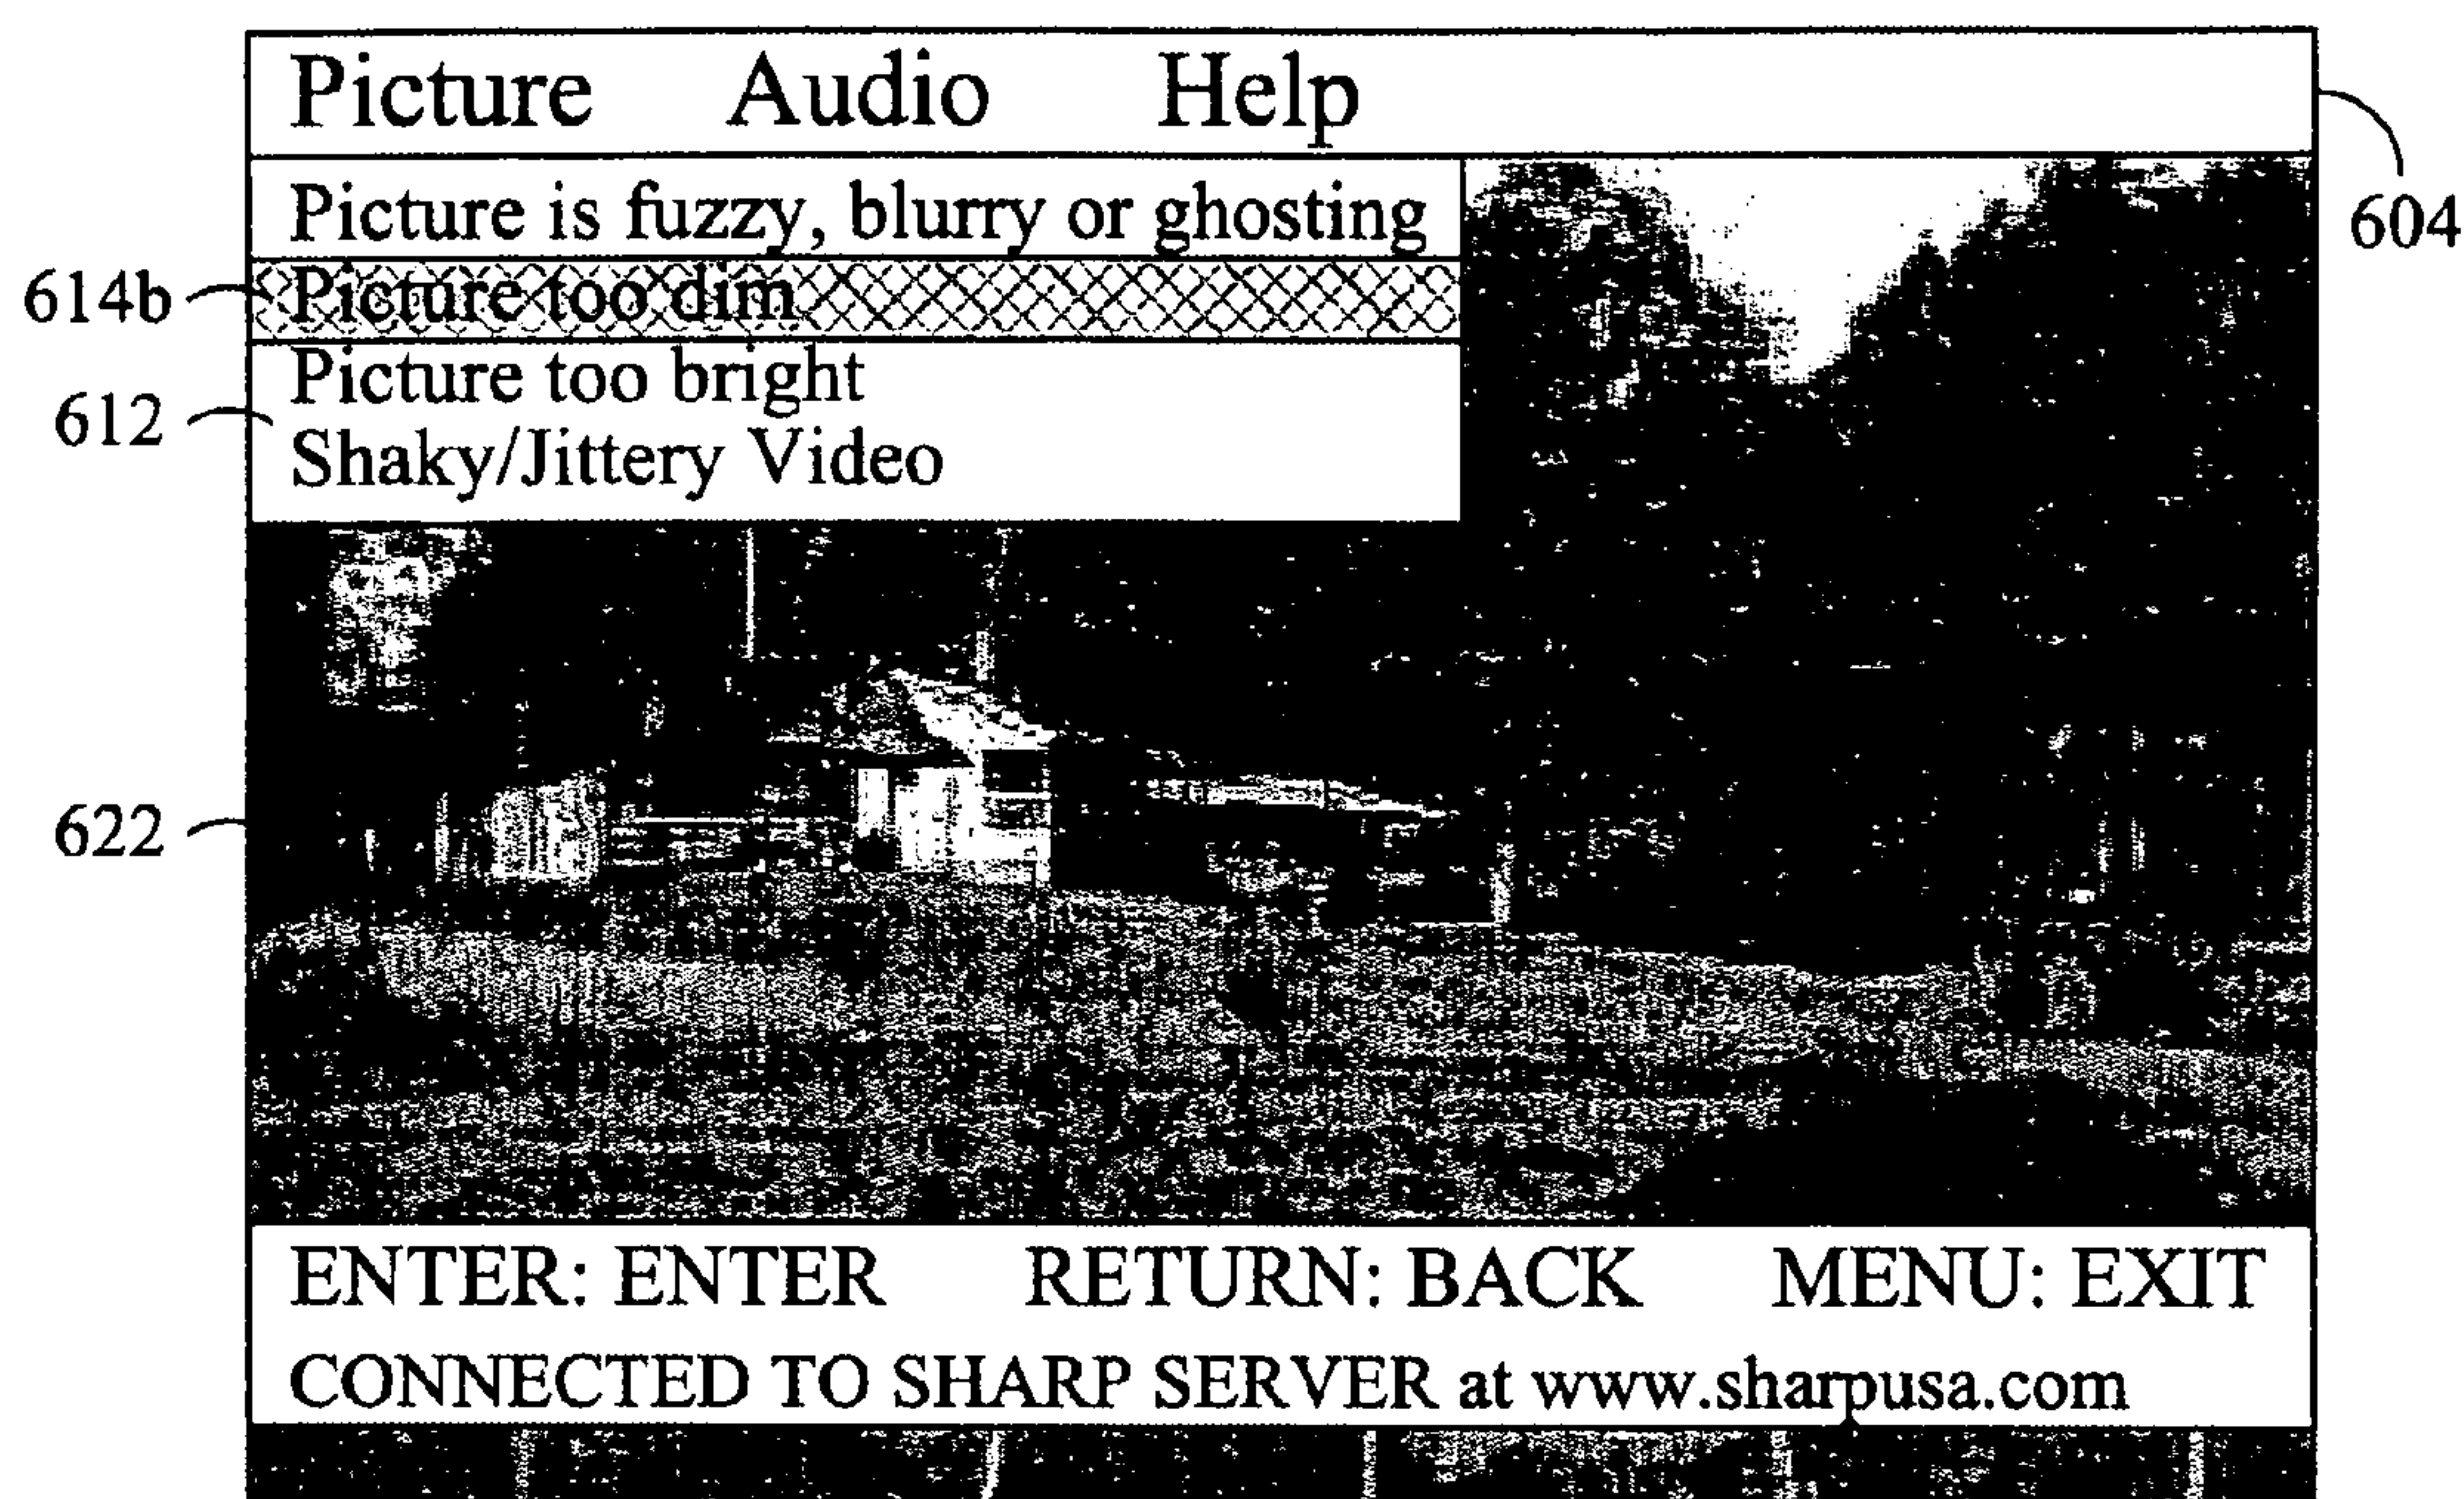 Picture Audio Help
604
Picture is fuzzy, blurry or ghosting
614b Picture too dim
Picture too bright
612
Shaky/Jittery Video
622
ENTER: ENTER RETURN: BACK MENU: EXIT
CONNECTED TO SHARP SERVER at www.sharpusa.com